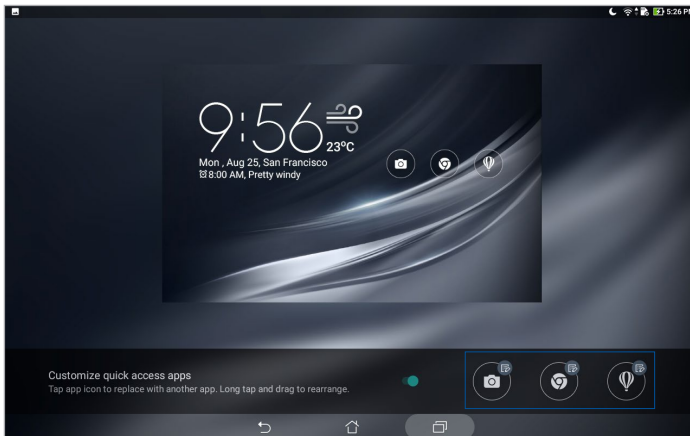 5:26 PM
9:56
23°C
Mon , Aug 25, San Francisco
8:00 AM, Pretty windy
Customize quick access apps
Tap app icon to replace with another app. Long tap and drag to rearrange.